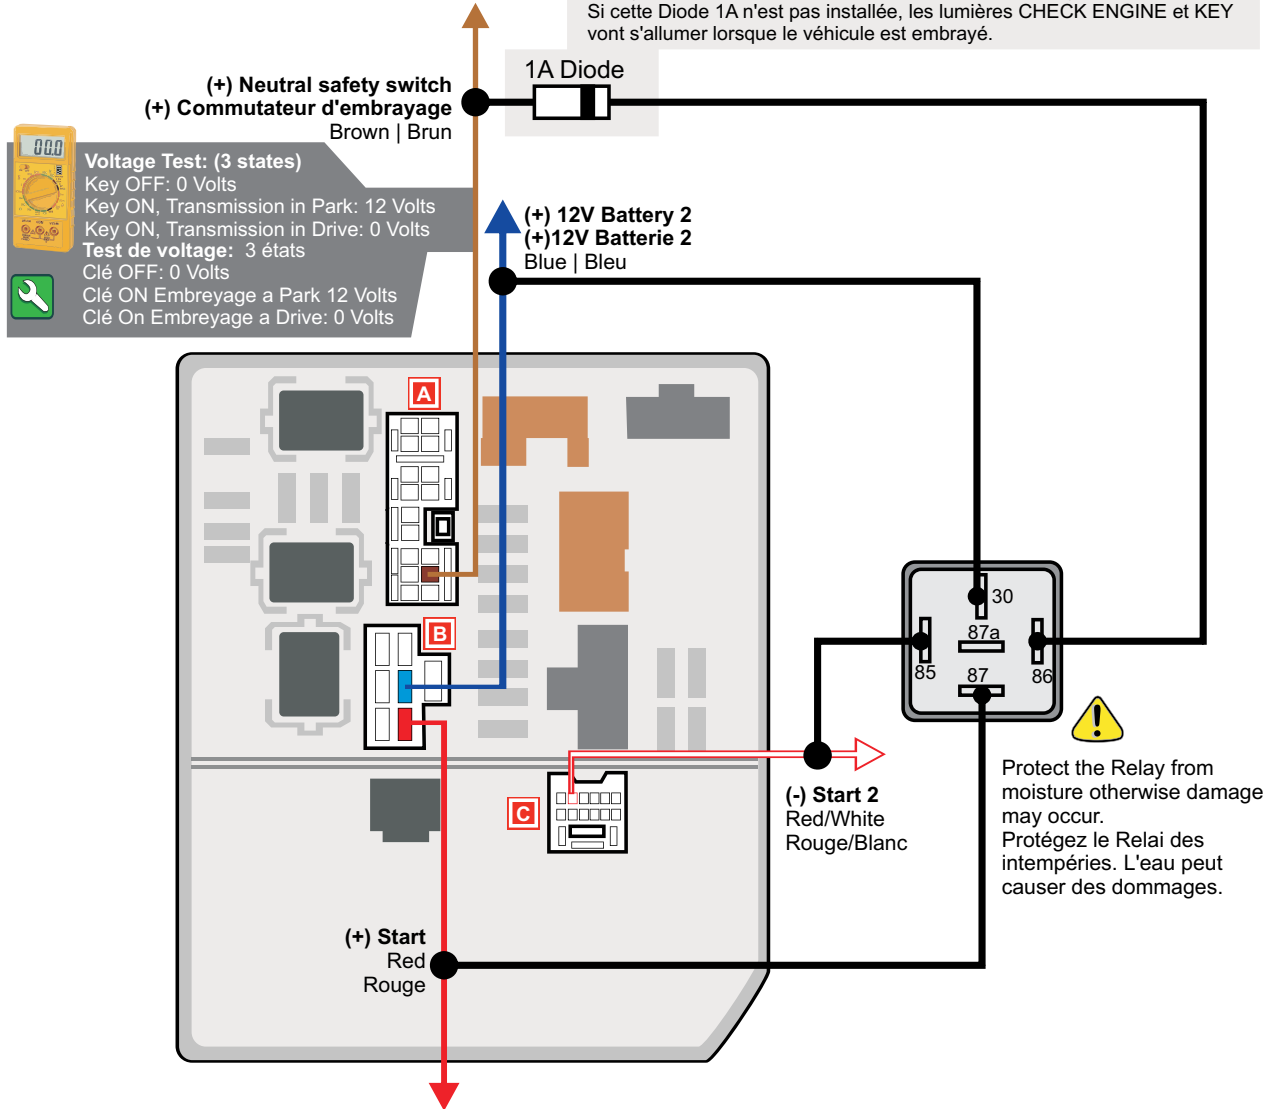 Si cette Diode 1A n'est pas installée, les lumières CHECK ENGINE et KEY
vont s'allumer lorsque le véhicule est embrayé.
1A Diode
(+) Neutral safety switch
(+) Commutateur d'embrayage
Brown | Brun
00.0
Voltage Test: (3 states)
Key OFF: 0 Volts
Key ON, Transmission in Park: 12 Volts
Key ON, Transmission in Drive: 0 Volts
Test de voltage: 3 états
Clé OFF: 0 Volts
Clé ON Embreyage a Park 12 Volts
Clé On Embreyage a Drive: 0 Volts
(+) 12V Battery 2
(+)12V Batterie 2
Blue | Bleu
A
B
C
30
87a
85
87
86
(-) Start 2
Red/White
Rouge/Blanc
Protect the Relay from
moisture otherwise damage
may occur.
Protégez le Relai des
intempéries. L'eau peut
causer des dommages.
(+) Start
Red
Rouge